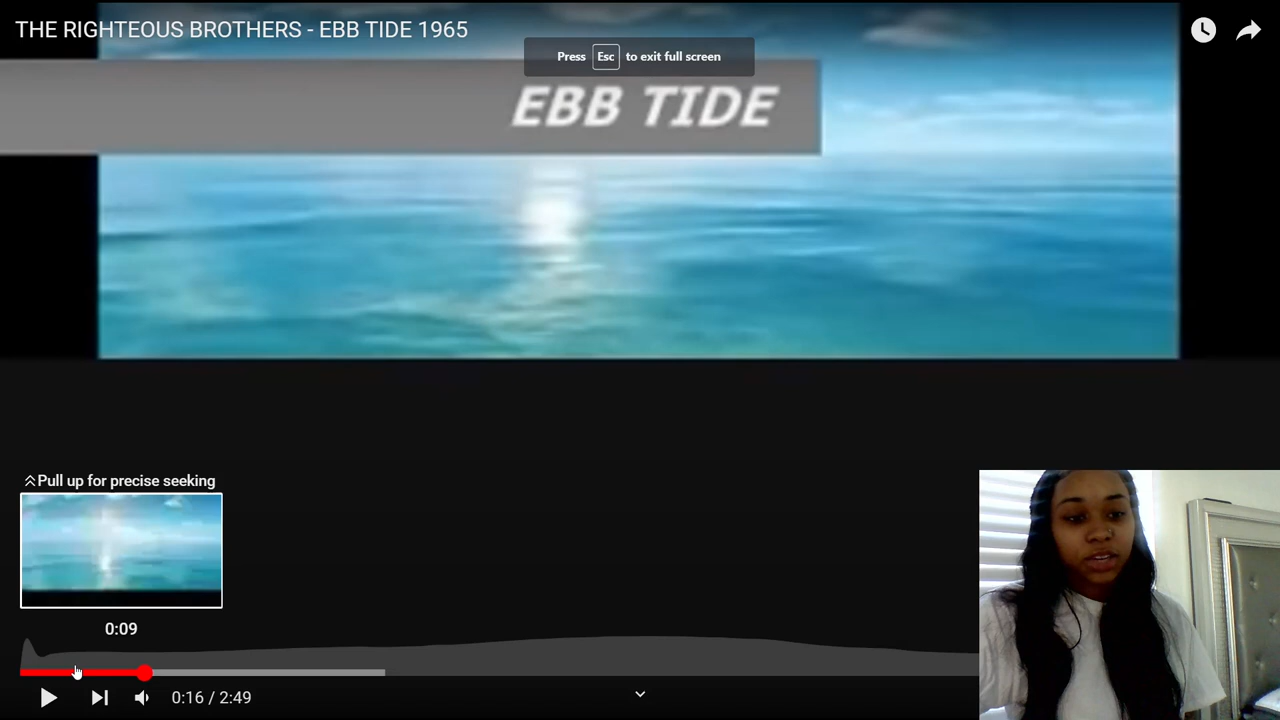 THE RIGHTEOUS BROTHERS - EBB TIDE 1965
Press Esc to exit full screen
EBB TIDE
Pull up for precise seeking
0:09
0:16 / 2:49